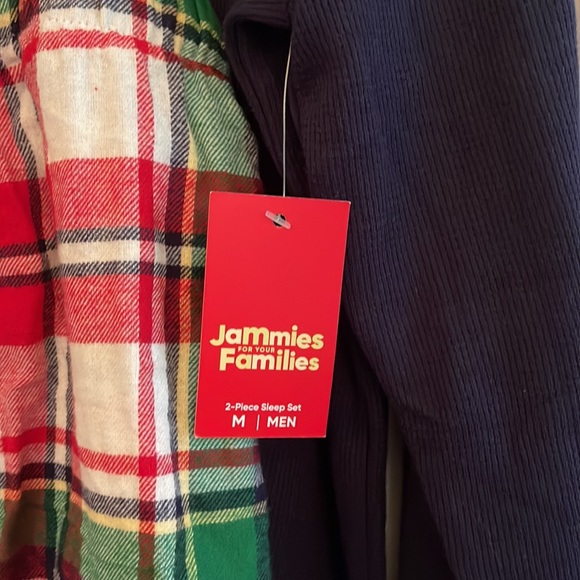 Jammies
FOR YOUR
Families
2-Piece Sleep Set
M | MEN